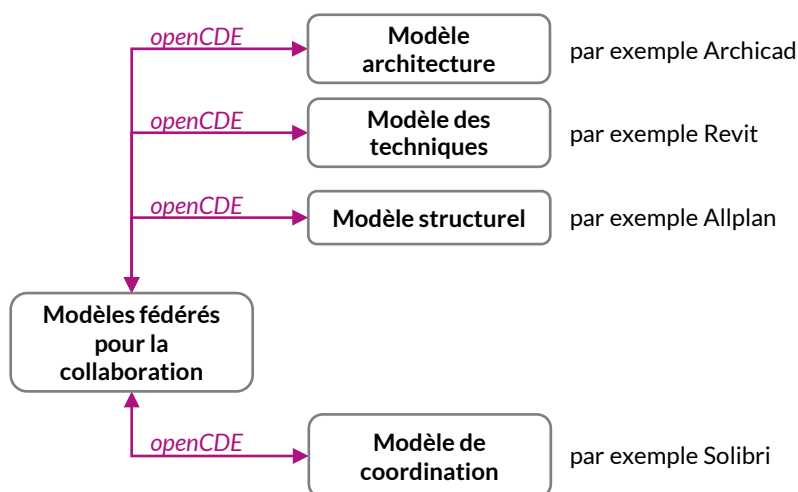 openCDE
Modèle
architecture
par exemple Archicad
openCDE
Modèle des
techniques
par exemple Revit
openCDE
Modèle structurel
par exemple Allplan
Modèles fédérés
pour la
collaboration
openCDE
Modèle de
coordination
par exemple Solibri